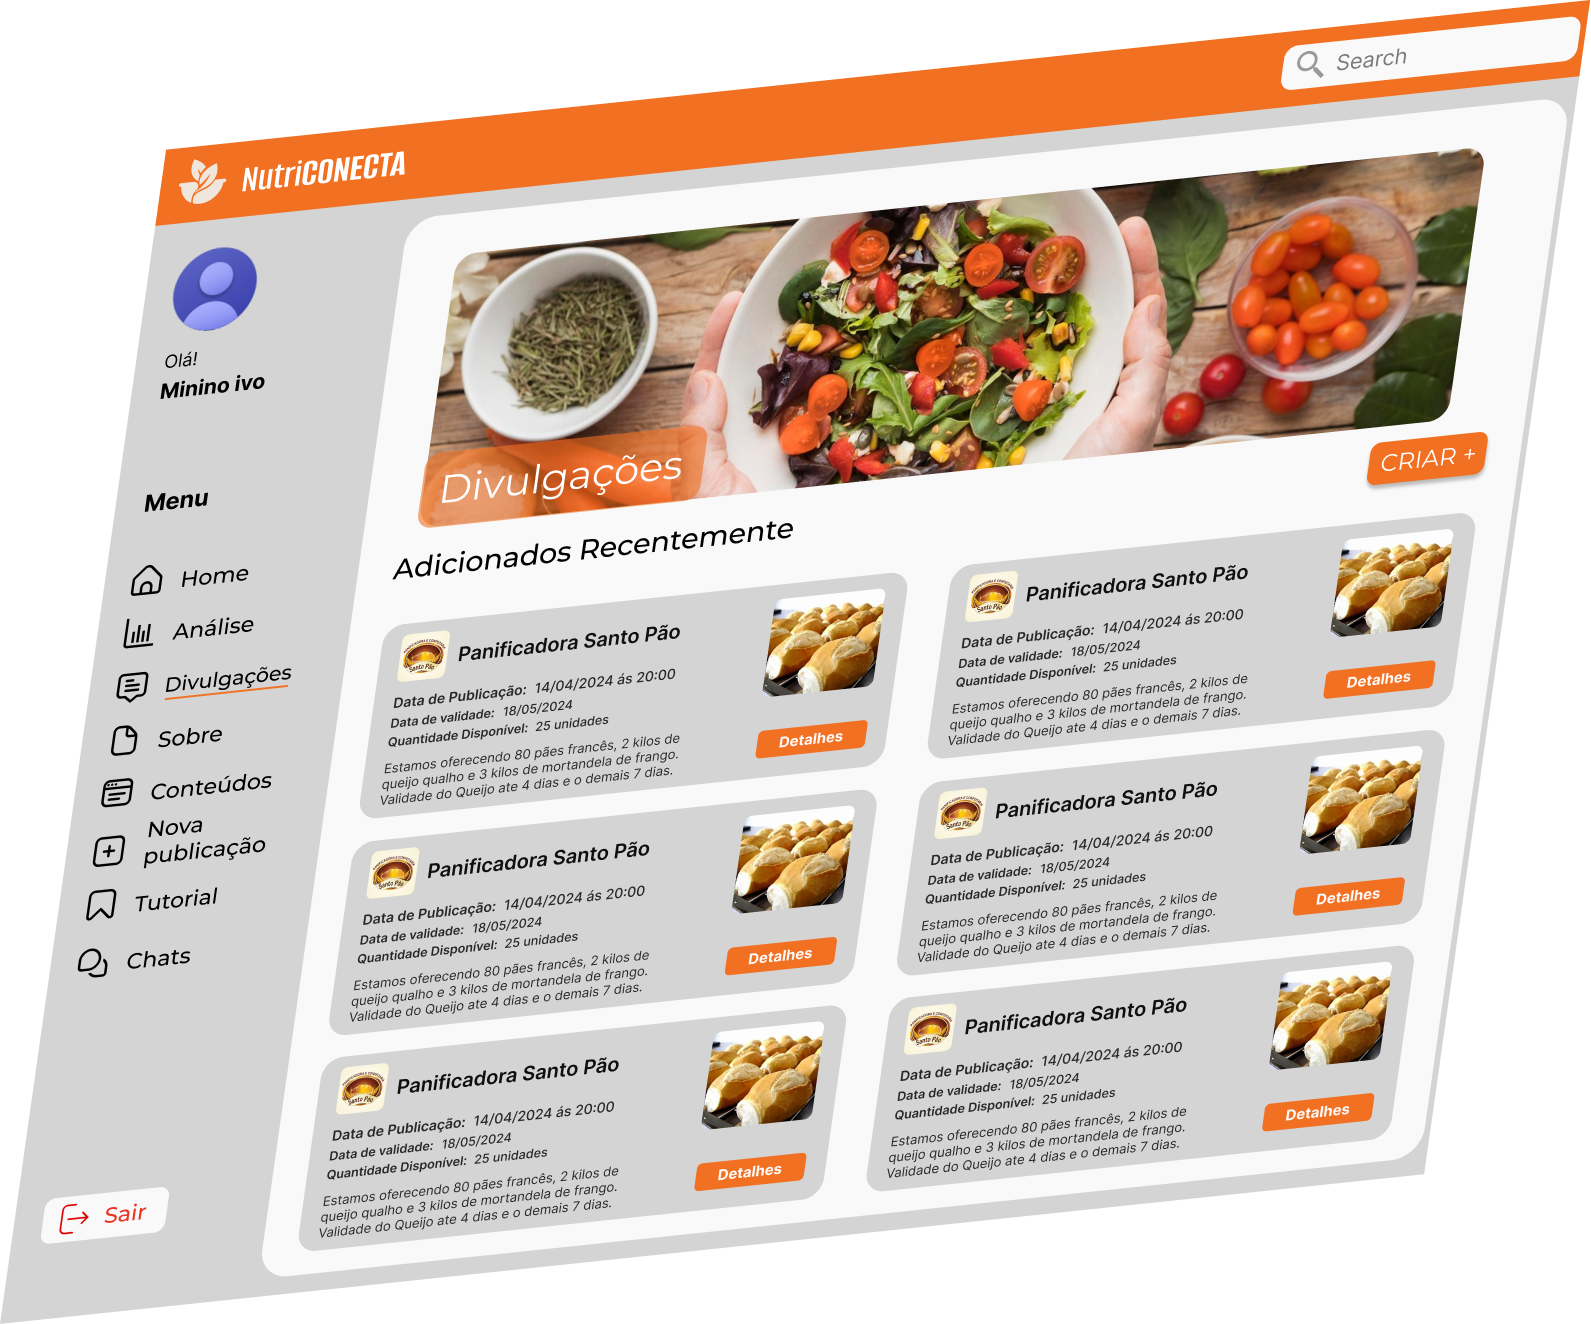 Search
NutriCONECTA
Olá!
Minino ivo
Menu
Home
Análise
Divulgações
Sobre
Conteúdos
Nova
publicação
Tutorial
Chats
Sair
Divulgações
CRIAR +
Adicionados Recentemente
Santo Pão
Panificadora Santo Pão
Data de Publicação: 14/04/2024 ás 20:00
Data de validade: 18/05/2024
Quantidade Disponível: 25 unidades
Estamos oferecendo 80 pães francês, 2 kilos de
queijo qualho e 3 kilos de mortandela de frango.
Validade do Queijo ate 4 dias e o demais 7 dias.
Detalhes
Santo Pão
Panificadora Santo Pão
Data de Publicação: 14/04/2024 ás 20:00
Data de validade: 18/05/2024
Quantidade Disponível: 25 unidades
Estamos oferecendo 80 pães francês, 2 kilos de
queijo qualho e 3 kilos de mortandela de frango.
Validade do Queijo ate 4 dias e o demais 7 dias.
Detalhes
Santo Pão
Panificadora Santo Pão
Data de Publicação: 14/04/2024 ás 20:00
Data de validade: 18/05/2024
Quantidade Disponível: 25 unidades
Estamos oferecendo 80 pães francês, 2 kilos de
queijo qualho e 3 kilos de mortandela de frango.
Validade do Queijo ate 4 dias e o demais 7 dias.
Detalhes
Santo Pão
Panificadora Santo Pão
Data de Publicação: 14/04/2024 ás 20:00
Data de validade: 18/05/2024
Quantidade Disponível: 25 unidades
Estamos oferecendo 80 pães francês, 2 kilos de
queijo qualho e 3 kilos de mortandela de frango.
Validade do Queijo ate 4 dias e o demais 7 dias.
Detalhes
Santo Pão
Panificadora Santo Pão
Data de Publicação: 14/04/2024 ás 20:00
Data de validade: 18/05/2024
Quantidade Disponível: 25 unidades
Estamos oferecendo 80 pães francês, 2 kilos de
queijo qualho e 3 kilos de mortandela de frango.
Validade do Queijo ate 4 dias e o demais 7 dias.
Detalhes
Santo Pão
Panificadora Santo Pão
Data de Publicação: 14/04/2024 ás 20:00
Data de validade: 18/05/2024
Quantidade Disponível: 25 unidades
Estamos oferecendo 80 pães francês, 2 kilos de
queijo qualho e 3 kilos de mortandela de frango.
Validade do Queijo ate 4 dias e o demais 7 dias.
Detalhes